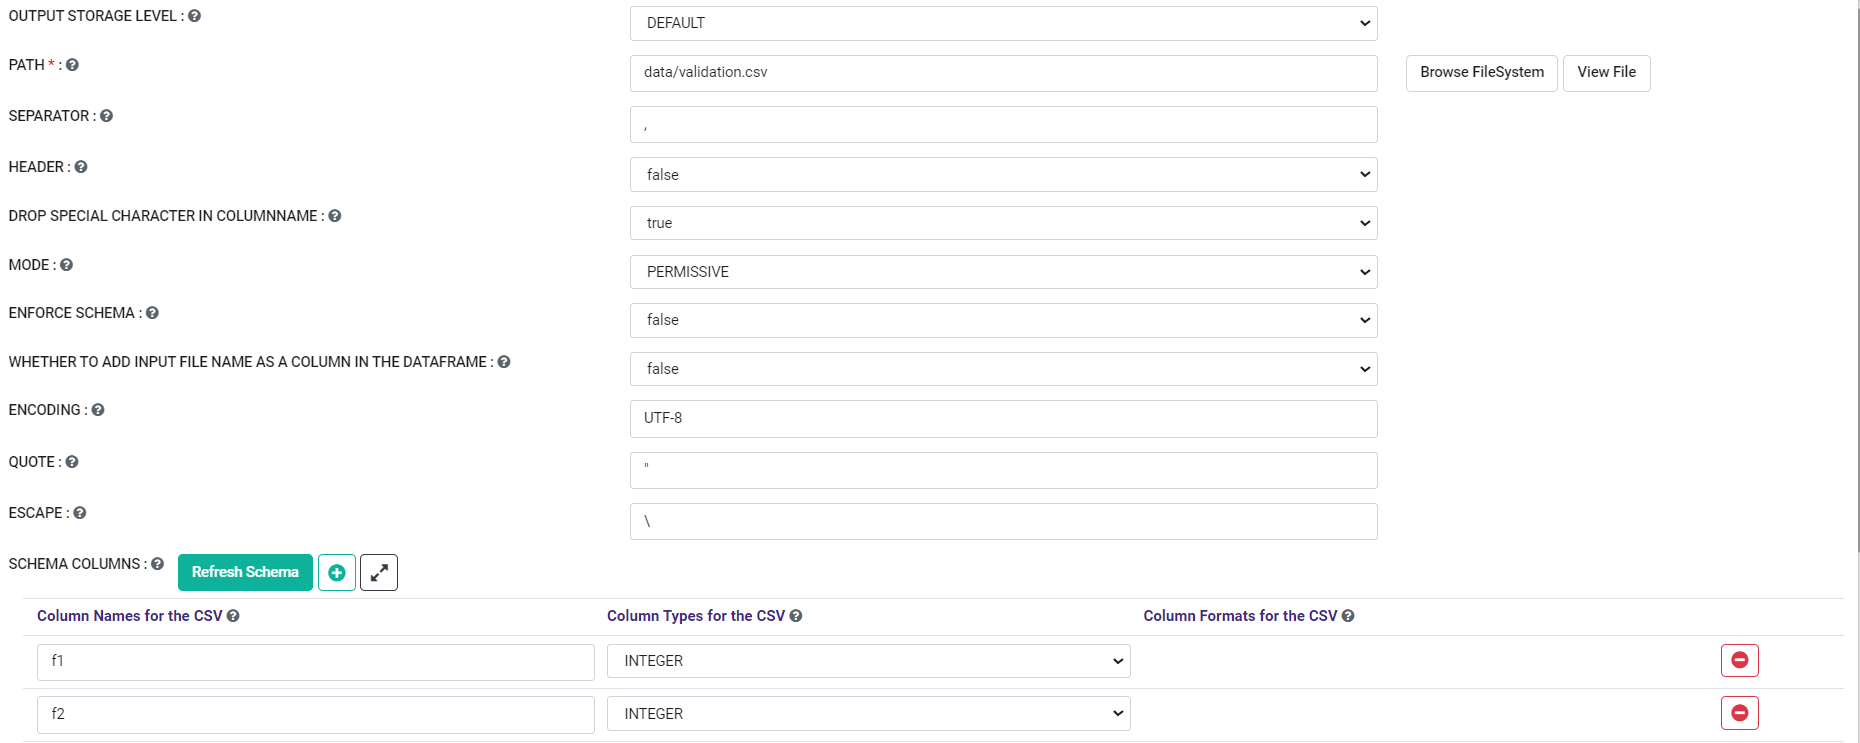 OUTPUT STORAGE LEVEL :
DEFAULT
PATH * :
data/validation.csv
Browse FileSystem
View File
SEPARATOR :
,
HEADER :
false
DROP SPECIAL CHARACTER IN COLUMNNAME :
true
MODE :
PERMISSIVE
ENFORCE SCHEMA :
false
WHETHER TO ADD INPUT FILE NAME AS A COLUMN IN THE DATAFRAME :
false
ENCODING :
UTF-8
QUOTE :
"
ESCAPE :
\
SCHEMA COLUMNS :
Refresh Schema
Column Names for the CSV
Column Types for the CSV
Column Formats for the CSV
f1
INTEGER
f2
INTEGER